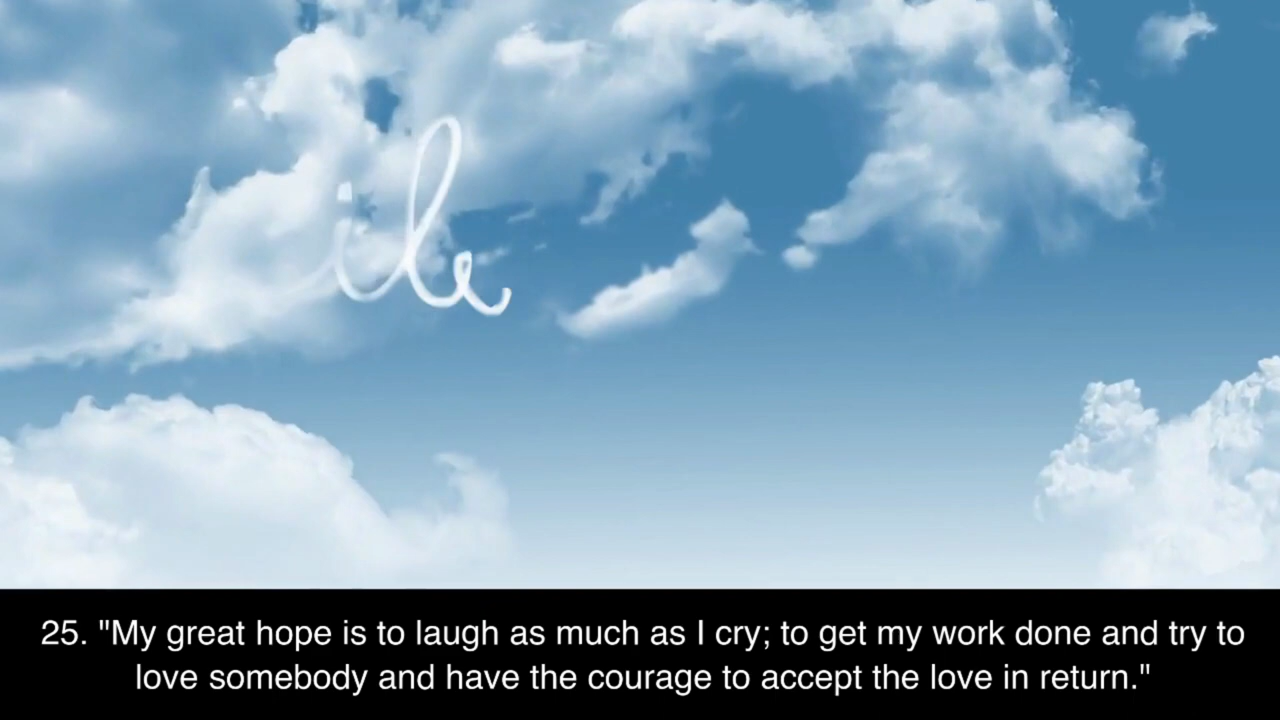 ile
25. "My great hope is to laugh as much as I cry; to get my work done and try to
love somebody and have the courage to accept the love in return."